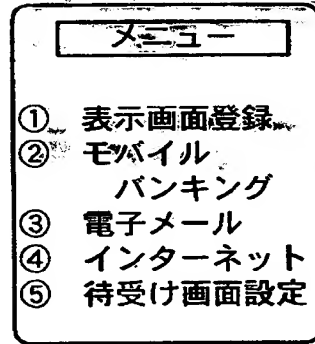 メニュー
① 表示画面登録
② モバイル
バンキング
③ 電子メール
④ インターネット
⑤ 待受け画面設定